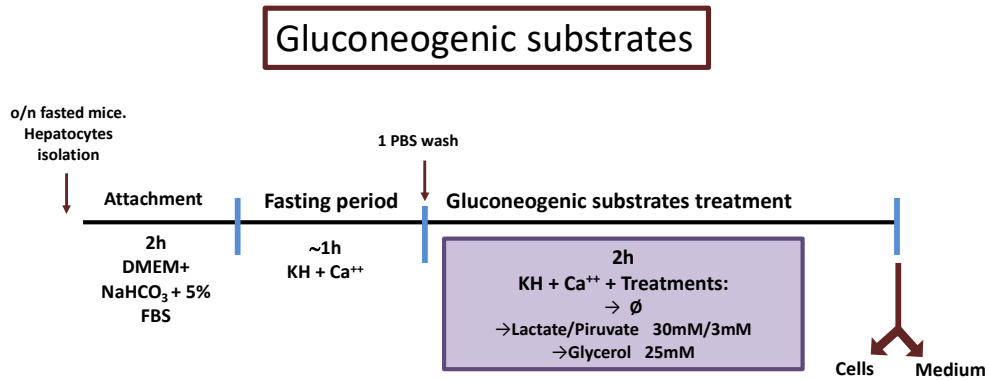 Gluconeogenic substrates
o/n fasted mice.
Hepatocytes
isolation
1 PBS wash
Attachment
Fasting period
Gluconeogenic substrates treatment
2h
DMEM+
NaHCO₃ + 5%
FBS
~1h
KH + Ca⁺⁺
2h
KH + Ca⁺⁺ + Treatments:
→ Ø
→Lactate/Piruvate 30mM/3mM
→Glycerol 25mM
Cells
Medium